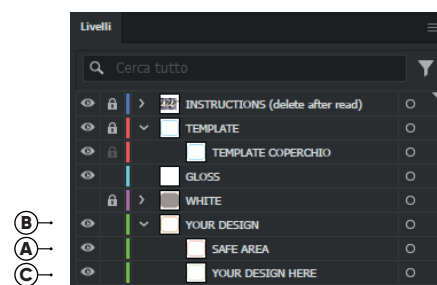 Livelli
Cerca tutto
INSTRUCTIONS (delete after read)
TEMPLATE
TEMPLATE COPERCHIO
GLOSS
WHITE
B YOUR DESIGN
A SAFE AREA
C YOUR DESIGN HERE